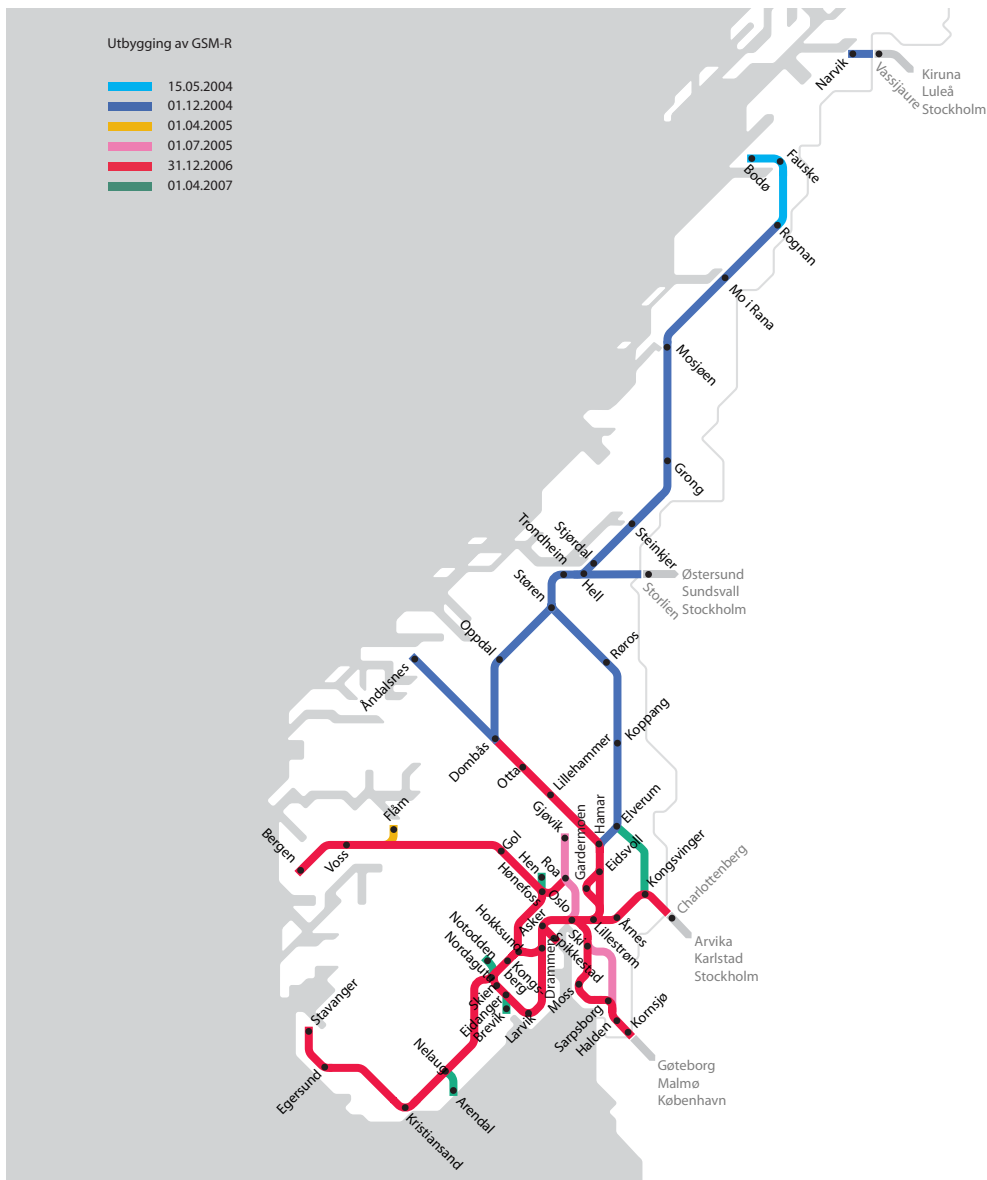 Utbygging av GSM-R
15.05.2004
01.12.2004
01.04.2005
01.07.2005
31.12.2006
01.04.2007
Narvik
Vassijaure
Kiruna
Luleå
Stockholm
Bodø
Fauske
Rognan
Mo i Rana
Mosjøen
Grong
Steinkjer
Stjørdal
Trondheim
Hell
Storlien
Østersund
Sundsvall
Stockholm
Støren
Oppdal
Røros
Åndalsnes
Koppang
Dombås
Otta
Lillehammer
Gjøvik
Gardermoen
Hamar
Elverum
Eidsvoll
Kongsvinger
Charlottenberg
Flåm
Bergen
Voss
Gol
Hen
Roa
Hønefoss
Oslo
Asker
Hokksund
Notodden
Nordagutu
Ski
Spikkestad
Lillestrøm
Årnes
Arvika
Karlstad
Stockholm
Kongs-
berg
Drammen
Skien
Eidanger
Brevik
Larvik
Moss
Sarpsborg
Halden
Kornsjø
Gøteborg
Malmø
København
Stavanger
Egersund
Nelaug
Arendal
Kristiansand